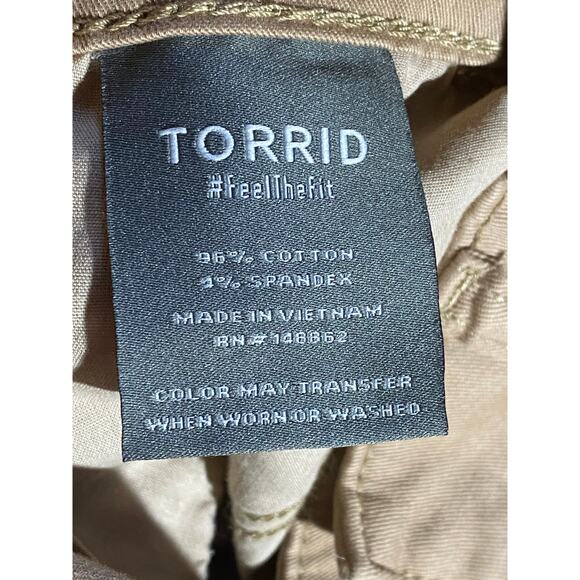 TORRID
#FeelTheFit
96% COTTON
4% SPANDEX
MADE IN VIETNAM
RN # 148862
COLOR MAY TRANSFER
WHEN WORN OR WASHED